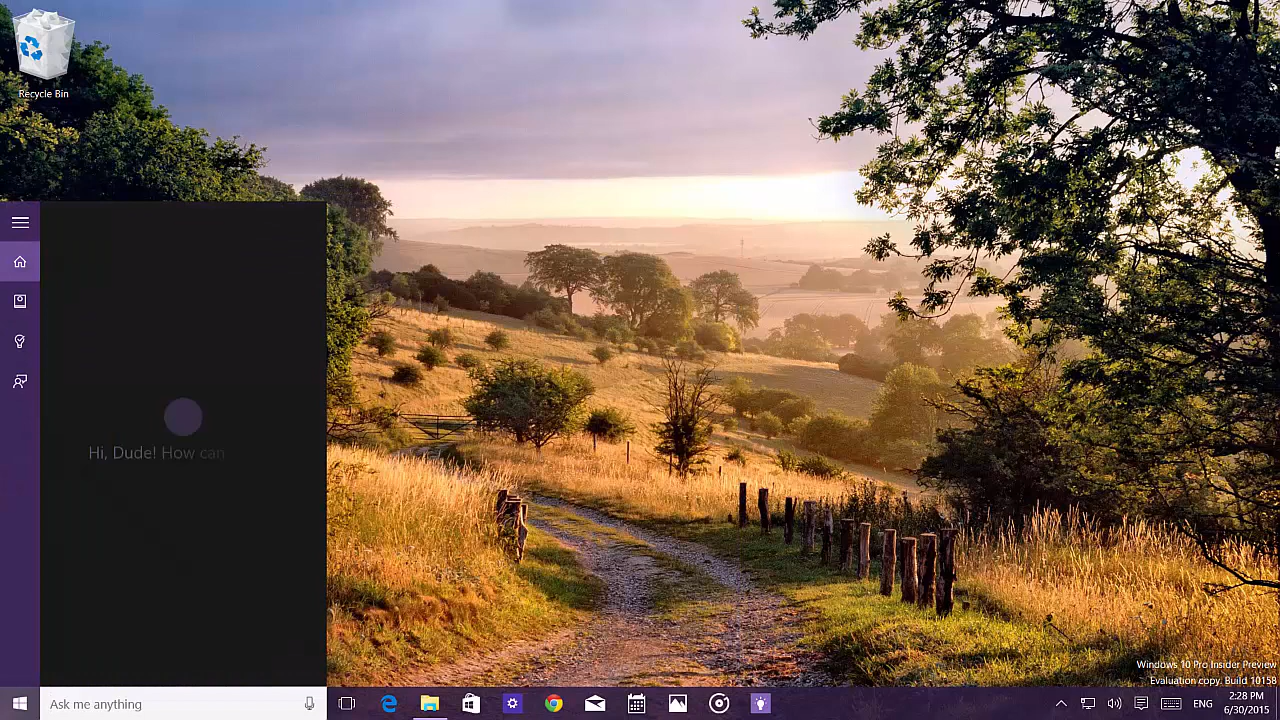 Recycle Bin
Hi, Dude! How can
Windows 10 Pro Insider Preview
Evaluation copy. Build 10158
Ask me anything
ENG
2:28 PM
6/30/2015